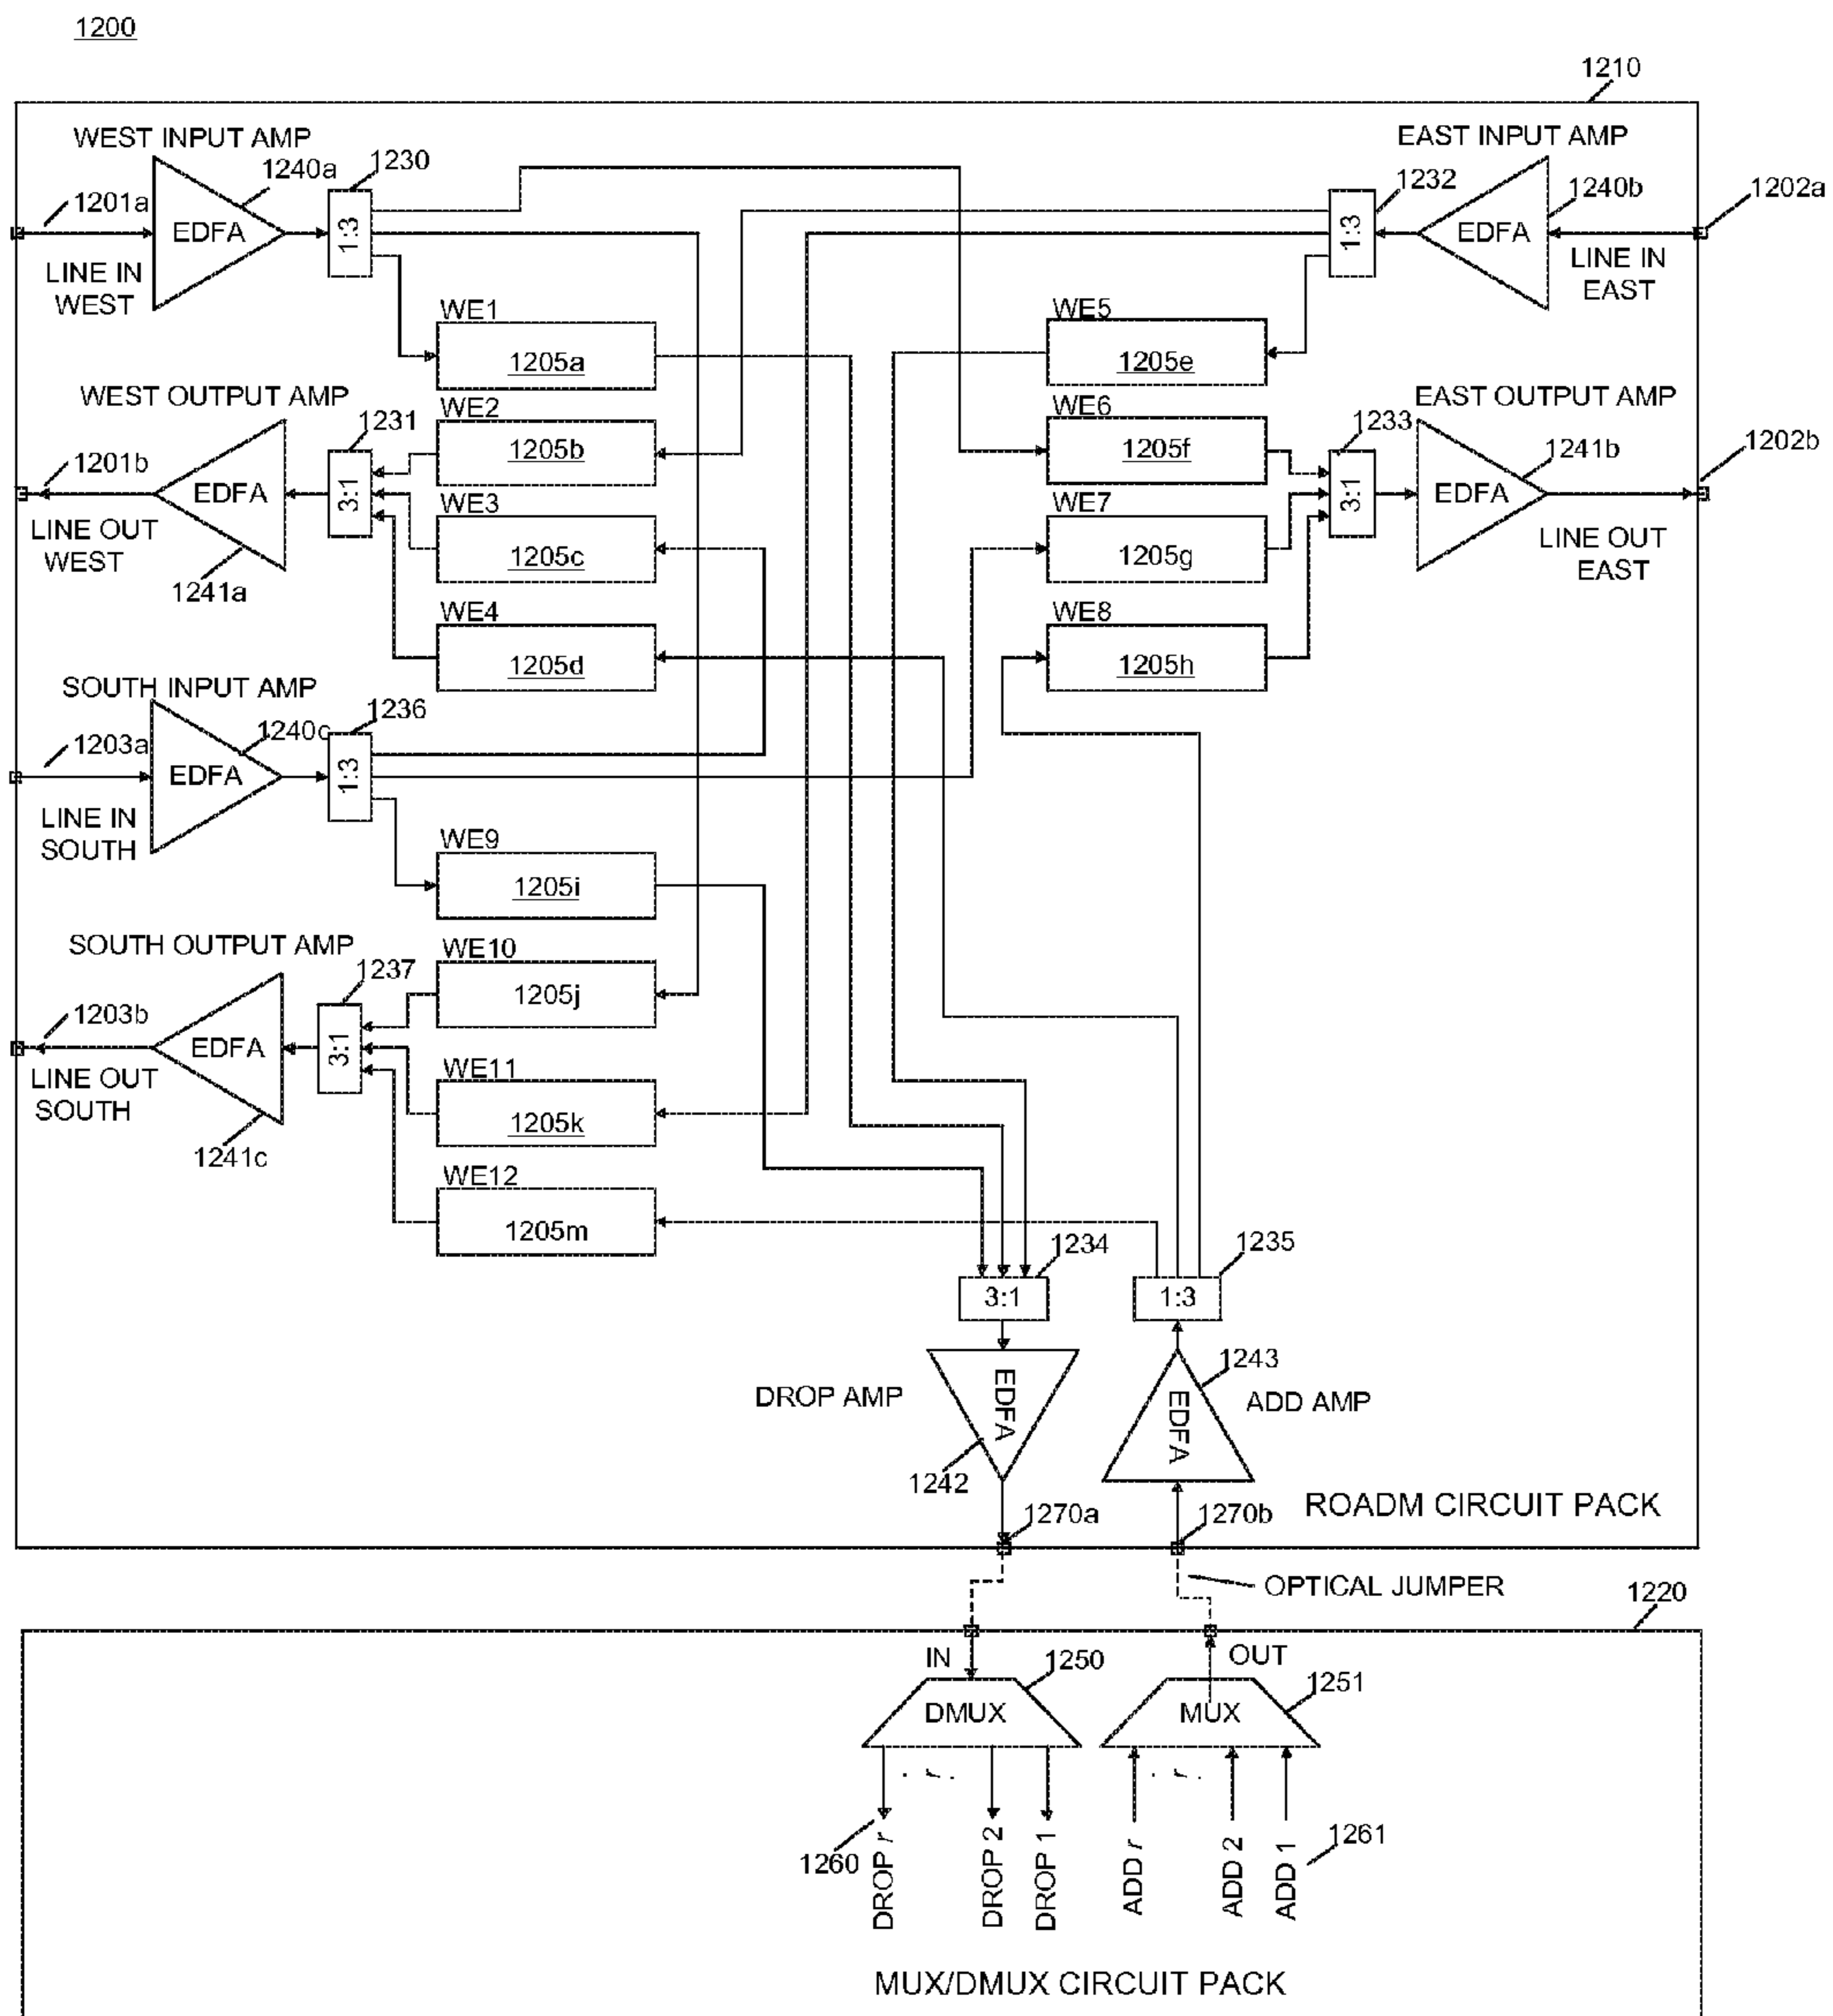 1200
1210
WEST INPUT AMP
1240a
1230
1201a
EDFA
1:3
LINE IN
WEST
EAST INPUT AMP
1232
1240b
1202a
1:3
EDFA
LINE IN
EAST
WE1
1205a
WE5
1205e
WEST OUTPUT AMP
1231
1201b
EDFA
3:1
LINE OUT
WEST
1241a
WE2
1205b
WE3
1205c
WE4
1205d
WE6
1205f
WE7
1205g
WE8
1205h
EAST OUTPUT AMP
1233
1241b
1202b
3:1
EDFA
LINE OUT
EAST
SOUTH INPUT AMP
1240c
1236
1203a
EDFA
1:3
LINE IN
SOUTH
WE9
1205i
SOUTH OUTPUT AMP
1237
1203b
EDFA
3:1
LINE OUT
SOUTH
1241c
WE10
1205j
WE11
1205k
WE12
1205m
1234
3:1
1235
1:3
DROP AMP
EDFA
1242
1243
EDFA
ADD AMP
1270a
1270b
ROADM CIRCUIT PACK
OPTICAL JUMPER
1220
IN
1250
DMUX
OUT
1251
MUX
. r .
. r .
1260
DROP r
DROP 2
DROP 1
ADD r
ADD 2
ADD 1
1261
MUX/DMUX CIRCUIT PACK